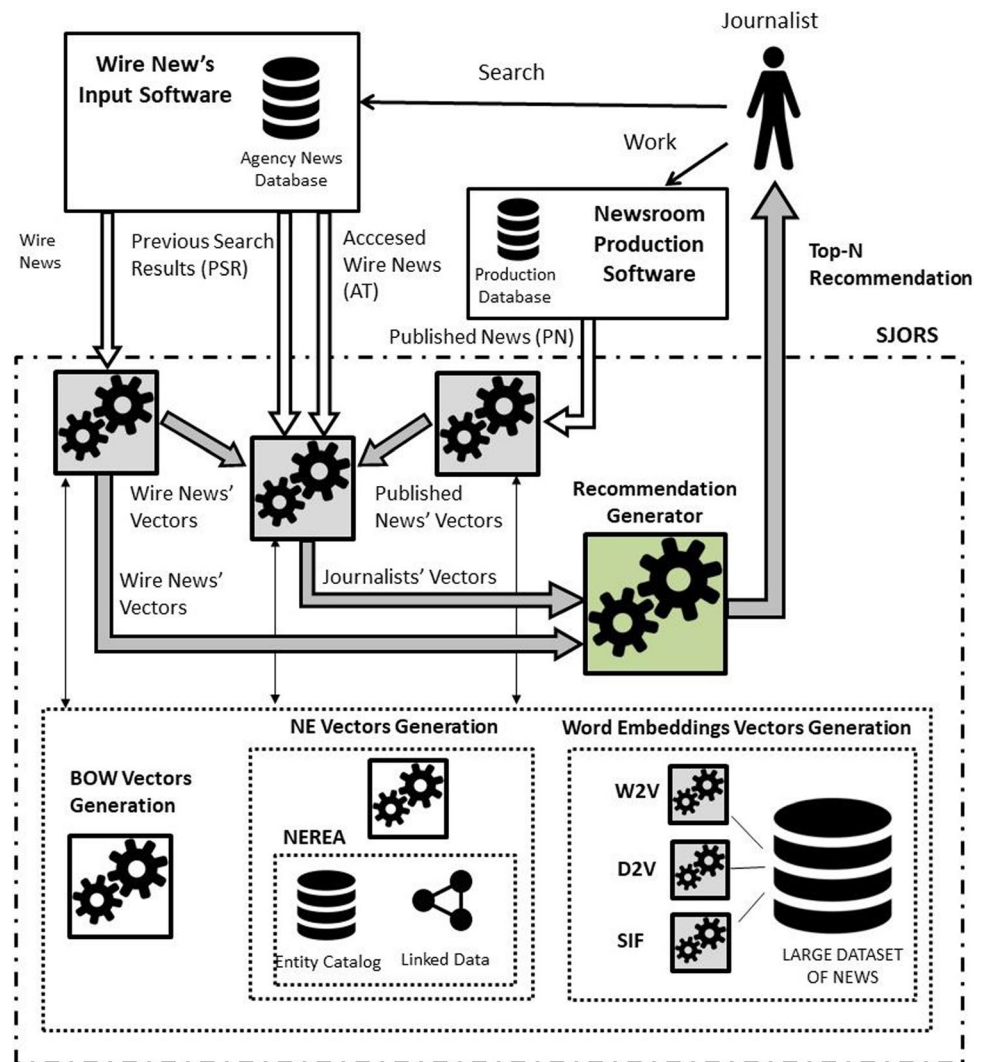 Journalist
Wire New's
Input Software
Agency News
Database
Search
Work
Newsroom
Production
Software
Production
Database
Wire
News
Previous Search
Results (PSR)
Acccesed
Wire News
(AT)
Top-N
Recommendation
Published News (PN)
SJORS
Wire News'
Vectors
Published
News' Vectors
Recommendation
Generator
Wire News'
Vectors
Journalists' Vectors
NE Vectors Generation
Word Embeddings Vectors Generation
BOW Vectors
Generation
NEREA
Entity Catalog
Linked Data
W2V
D2V
SIF
LARGE DATASET
OF NEWS